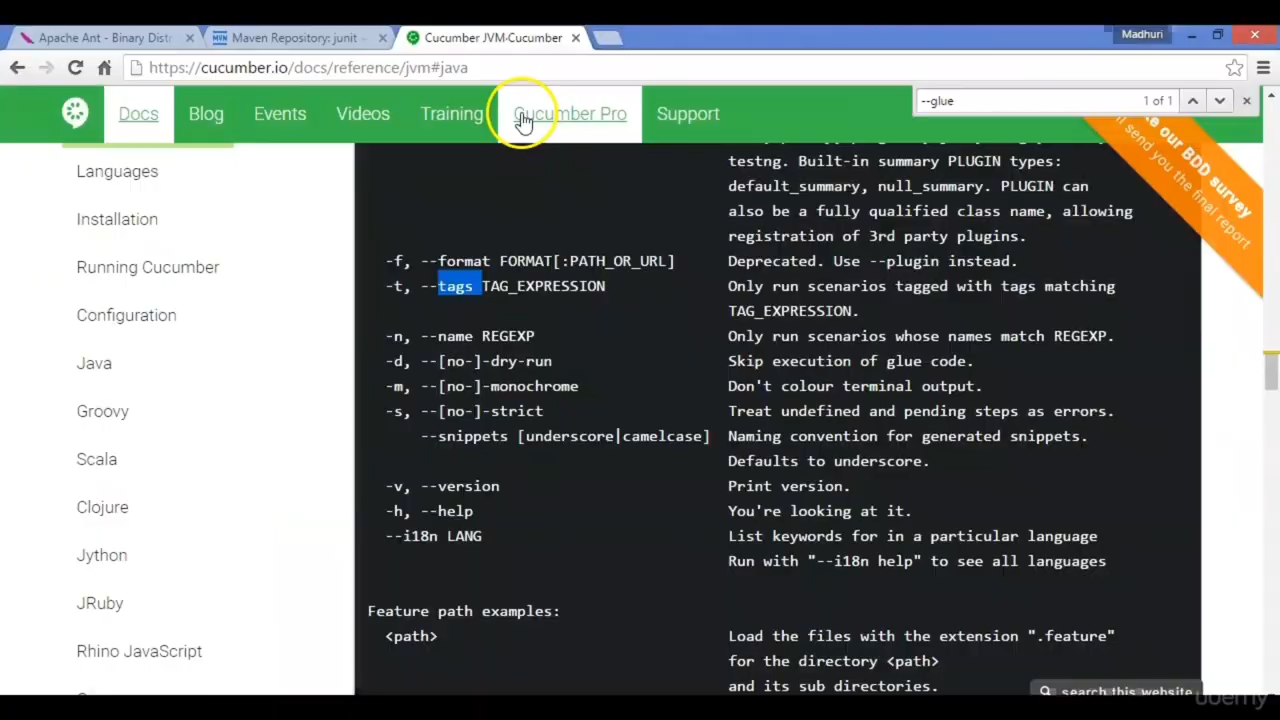 Apache Ant - Binary Distr
Maven Repository: junit
Cucumber JVM-Cucumber
Madhuri
https://cucumber.io/docs/reference/jvm#java
--glue
1 of 1
Docs
Blog
Events
Videos
Training
Cucumber Pro
Support
our BDD survey
send you the final report
Languages
Installation
Running Cucumber
Configuration
Java
Groovy
Scala
Clojure
Jython
JRuby
Rhino JavaScript
testng. Built-in summary PLUGIN types:
default_summary, null_summary. PLUGIN can
also be a fully qualified class name, allowing
registration of 3rd party plugins.
-f, --format FORMAT[:PATH_OR_URL] Deprecated. Use --plugin instead.
-t, --tags TAG_EXPRESSION Only run scenarios tagged with tags matching
TAG_EXPRESSION.
-n, --name REGEXP Only run scenarios whose names match REGEXP.
-d, --[no-]-dry-run Skip execution of glue code.
-m, --[no-]-monochrome Don't colour terminal output.
-s, --[no-]-strict Treat undefined and pending steps as errors.
--snippets [underscore|camelcase] Naming convention for generated snippets.
Defaults to underscore.
-v, --version Print version.
-h, --help You're looking at it.
--i18n LANG List keywords for in a particular language
Run with "--i18n help" to see all languages
Feature path examples:
<path> Load the files with the extension ".feature"
for the directory <path>
and its sub directories.
search this website
udemy